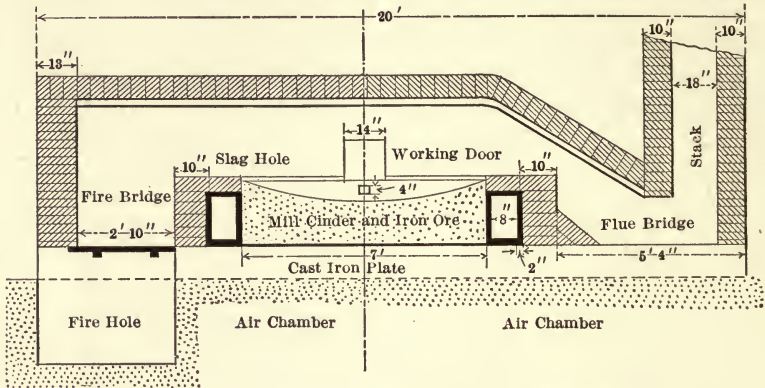 20'
10"
10"
13"
18"
Stack
14"
Slag Hole
Working Door
10"
10"
4"
Fire Bridge
Mill Cinder and Iron Ore
8"
Flue Bridge
2' 10"
7'
5' 4"
2"
Cast Iron Plate
Fire Hole
Air Chamber
Air Chamber